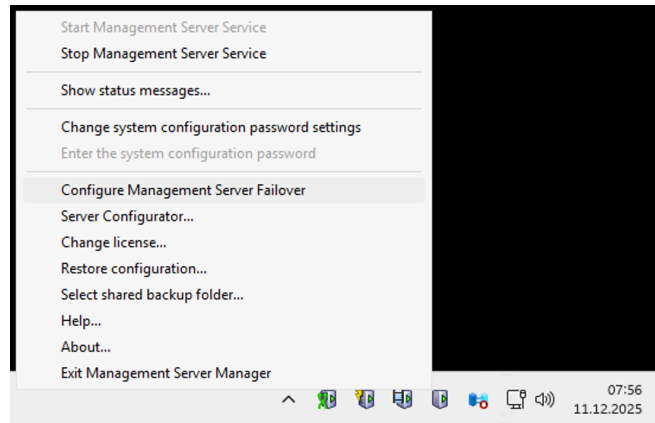 Start Management Server Service
Stop Management Server Service
Show status messages...
Change system configuration password settings
Enter the system configuration password
Configure Management Server Failover
Server Configurator...
Change license...
Restore configuration...
Select shared backup folder...
Help...
About...
Exit Management Server Manager
07:56
11.12.2025